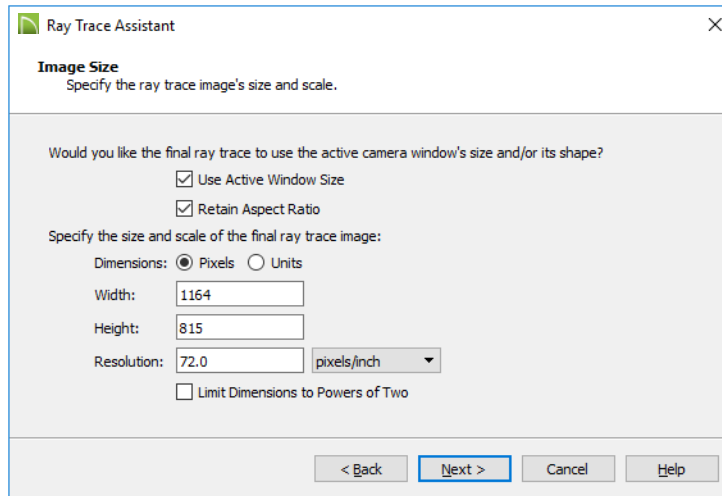 Ray Trace Assistant
Image Size
Specify the ray trace image's size and scale.
Would you like the final ray trace to use the active camera window's size and/or its shape?
Use Active Window Size
Retain Aspect Ratio
Specify the size and scale of the final ray trace image:
Dimensions: Pixels Units
Width: 1164
Height: 815
Resolution: 72.0 pixels/inch
Limit Dimensions to Powers of Two
< Back Next > Cancel Help